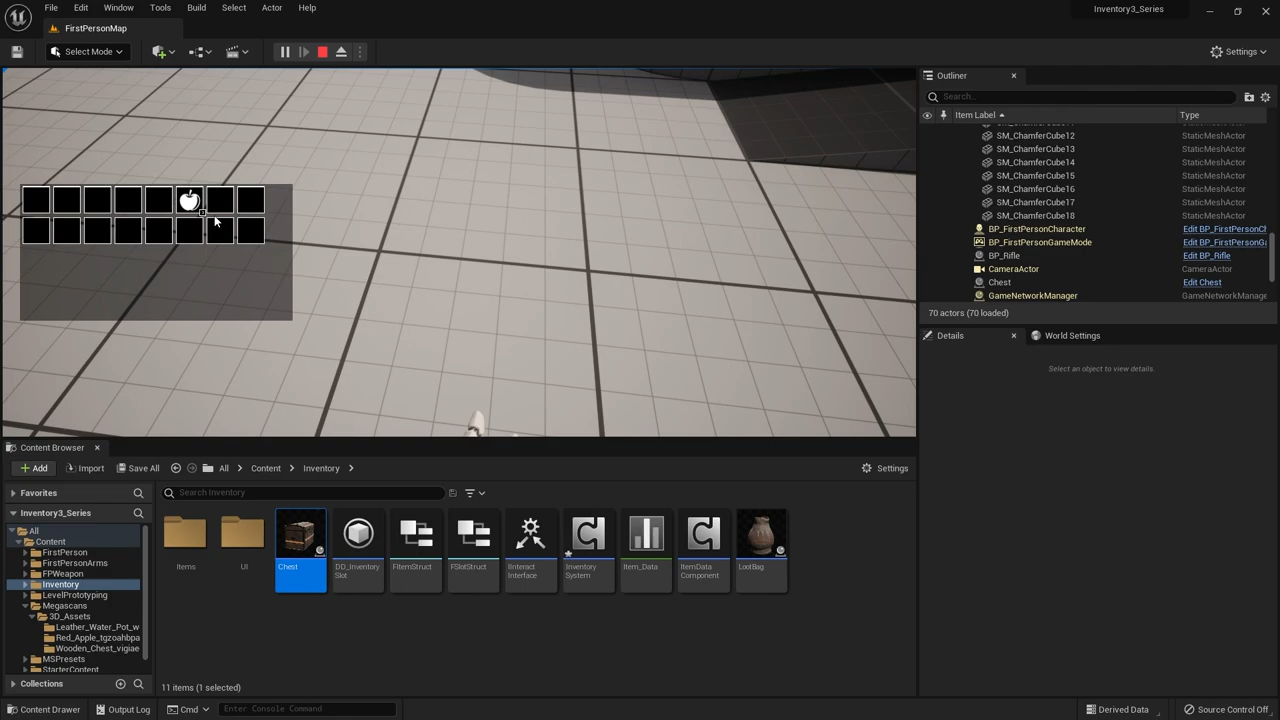 File Edit Window Tools Build Select Actor Help
Inventory3_Series
FirstPersonMap
Select Mode
Settings
Outliner
Search...
Item Label
Type
SM_ChamferCube12 StaticMeshActor
SM_ChamferCube13 StaticMeshActor
SM_ChamferCube14 StaticMeshActor
SM_ChamferCube15 StaticMeshActor
SM_ChamferCube16 StaticMeshActor
SM_ChamferCube17 StaticMeshActor
SM_ChamferCube18 StaticMeshActor
BP_FirstPersonCharacter Edit BP_FirstPersonCh
BP_FirstPersonGameMode Edit BP_FirstPersonGa
BP_Rifle Edit BP_Rifle
CameraActor CameraActor
Chest Edit Chest
GameNetworkManager GameNetworkManage
70 actors (70 loaded)
Details
World Settings
Select an object to view details
Content Browser
Add Import Save All All Content Inventory
Settings
Favorites
Search Inventory
Inventory3_Series
All
Content
FirstPerson
FirstPersonArms
FPWeapon
Inventory
LevelPrototyping
Megascans
3D_Assets
Leather_Water_Pot_w
Red_Apple_tgzoahbpa
Wooden_Chest_vigiae
MSPresets
StarterContent
Collections
Items
UI
Chest
DD_Inventory
Slot
FItemStruct
FSlotStruct
IInteract
Interface
Inventory
System
Item_Data
ItemData
Component
LootBag
11 items (1 selected)
Content Drawer
Output Log
Cmd
Enter Console Command
Derived Data
Source Control Off